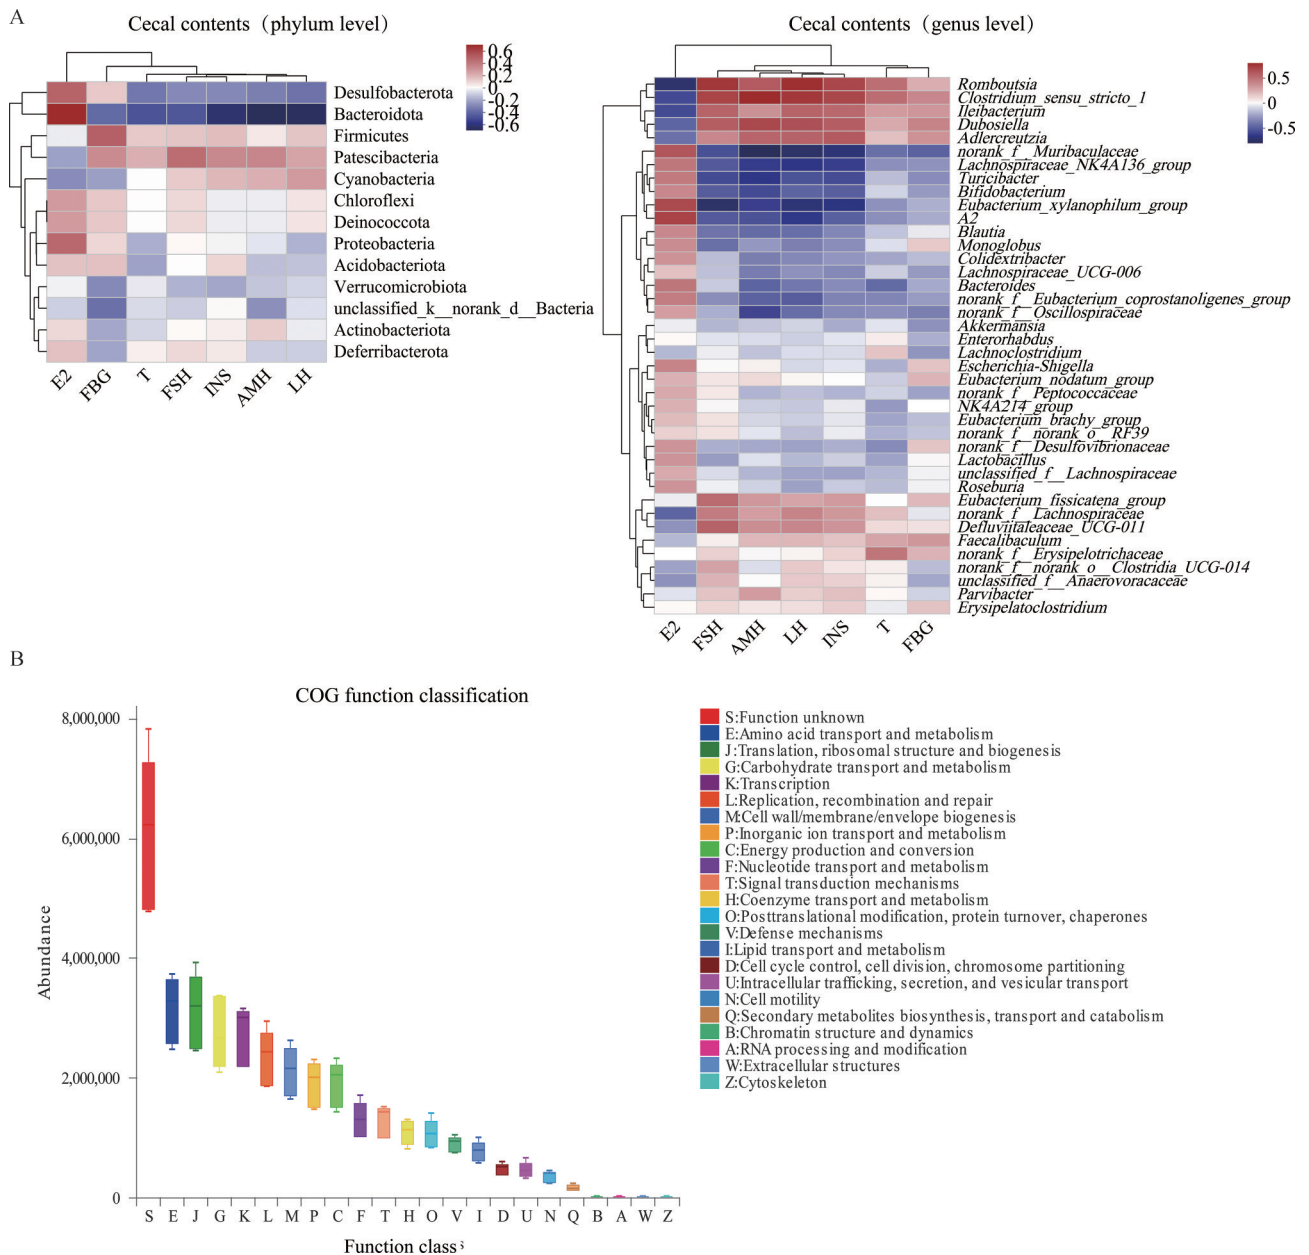 A
Cecal contents（phylum level）
0.6
0.4
0.2
0
-0.2
-0.4
-0.6
Desulfobacterota
Bacteroidota
Firmicutes
Patescibacteria
Cyanobacteria
Chloroflexi
Deinococcota
Proteobacteria
Acidobacteriota
Verrucomicrobiota
unclassified_k__norank_d__Bacteria
Actinobacteriota
Deferribacterota
E2 FBG T FSH INS AMH LH
Cecal contents（genus level）
0.5
0
-0.5
Romboutsia
Clostridium_sensu_stricto_1
Ileibacterium
Dubosiella
Adlercreutzia
norank_f__Muribaculaceae
Lachnospiraceae_NK4A136_group
Turicibacter
Bifidobacterium
Eubacterium_xylanophilum_group
A2
Blautia
Monoglobus
Colidextribacter
Lachnospiraceae_UCG-006
Bacteroides
norank_f__Eubacterium_coprostanoligenes_group
norank_f__Oscillospiraceae
Akkermansia
Enterorhabdus
Lachnoclostridium
Escherichia-Shigella
Eubacterium_nodatum_group
norank_f__Peptococcaceae
NK4A214_group
Eubacterium_brachy_group
norank_f__norank_o__RF39
norank_f__Desulfovibrionaceae
Lactobacillus
unclassified_f__Lachnospiraceae
Roseburia
Eubacterium_fissicatena_group
norank_f__Lachnospiraceae
Defluviitaleaceae_UCG-011
Faecalibaculum
norank_f__Erysipelotrichaceae
norank_f__norank_o__Clostridia_UCG-014
unclassified_f__Anaerovoracaceae
Parvibacter
Erysipelatoclostridium
E2 FSH AMH LH INS T FBG
B
COG function classification
Abundance
8,000,000
6,000,000
4,000,000
2,000,000
0
S E J G K L M P C F T H O V I D U N Q B A W Z
Function class
S:Function unknown
E:Amino acid transport and metabolism
J:Translation, ribosomal structure and biogenesis
G:Carbohydrate transport and metabolism
K:Transcription
L:Replication, recombination and repair
M:Cell wall/membrane/envelope biogenesis
P:Inorganic ion transport and metabolism
C:Energy production and conversion
F:Nucleotide transport and metabolism
T:Signal transduction mechanisms
H:Coenzyme transport and metabolism
O:Posttranslational modification, protein turnover, chaperones
V:Defense mechanisms
I:Lipid transport and metabolism
D:Cell cycle control, cell division, chromosome partitioning
U:Intracellular trafficking, secretion, and vesicular transport
N:Cell motility
Q:Secondary metabolites biosynthesis, transport and catabolism
B:Chromatin structure and dynamics
A:RNA processing and modification
W:Extracellular structures
Z:Cytoskeleton